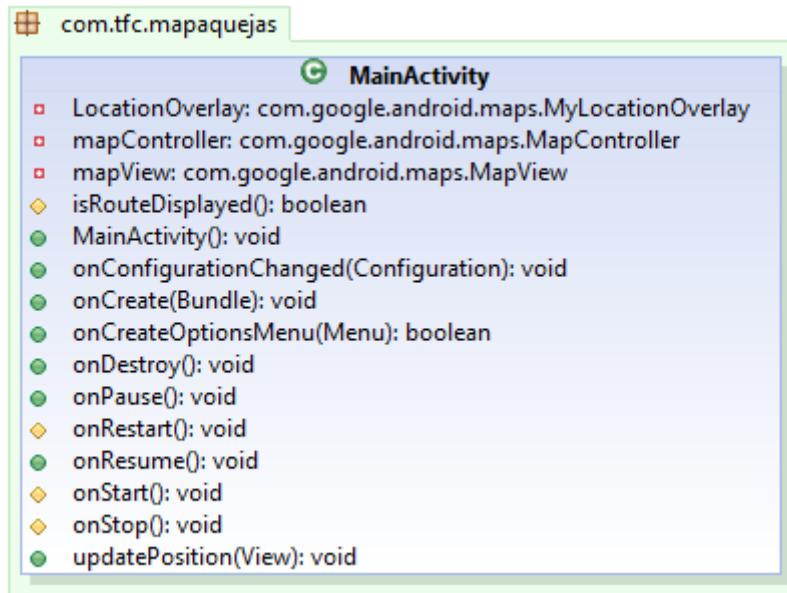 com.tfc.mapaquejas
C MainActivity
LocationOverlay: com.google.android.maps.MyLocationOverlay
mapController: com.google.android.maps.MapController
mapView: com.google.android.maps.MapView
isRouteDisplayed(): boolean
MainActivity(): void
onConfigurationChanged(Configuration): void
onCreate(Bundle): void
onCreateOptionsMenu(Menu): boolean
onDestroy(): void
onPause(): void
onRestart(): void
onResume(): void
onStart(): void
onStop(): void
updatePosition(View): void